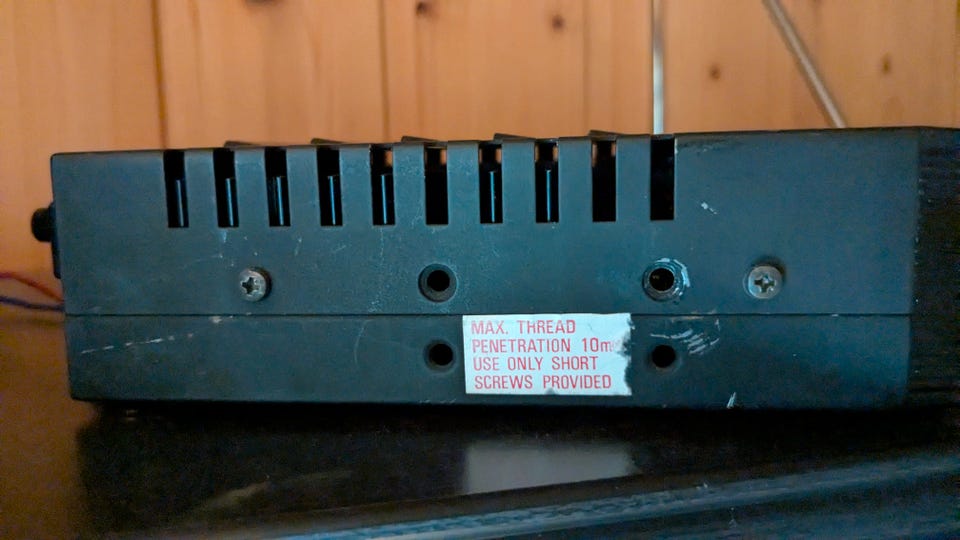 MAX. THREAD
PENETRATION 10m
USE ONLY SHORT
SCREWS PROVIDED